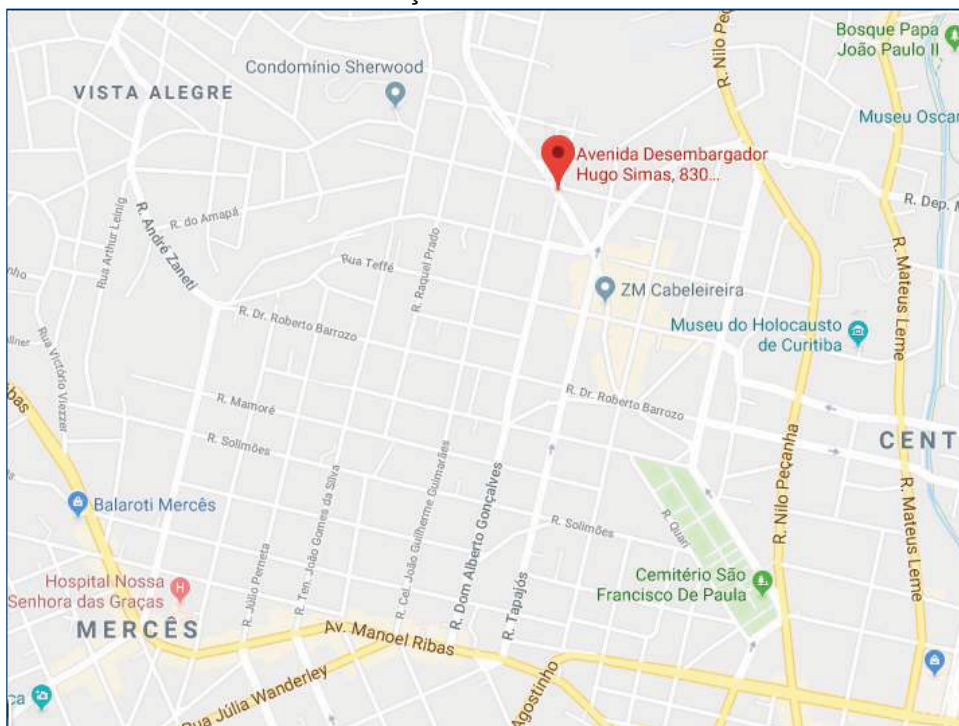 R. Nilo Peçanha
Bosque Papa
João Paulo II
Condomínio Sherwood
VISTA ALEGRE
Museu Oscar
Avenida Desembargador
Hugo Simas, 830...
R. Dep. M
R. do Amapá
Rua Arthur Leinig
R. André Zaneti
R. Raquel Prado
Rua Teffé
R. Mateus Leme
ZM Cabeleireira
R. Dr. Roberto Barrozo
Museu do Holocausto
de Curitiba
Rua Victório Viezzer
R. Mamoré
R. Dr. Roberto Barrozo
R. Solimões
CENT
R. Nilo Peçanha
Balaroti Mercês
R. Ten. João Gomes da Silva
R. Cel. João Guilherme Guimarães
R. Dom Alberto Gonçalves
R. Solimões
R. Quari
R. Mateus Leme
Hospital Nossa
Senhora das Graças
R. Júlio Perneta
R. Tapajós
Cemitério São
Francisco De Paula
MERCÊS
Av. Manoel Ribas
Rua Júlia Wanderley
Agostinho